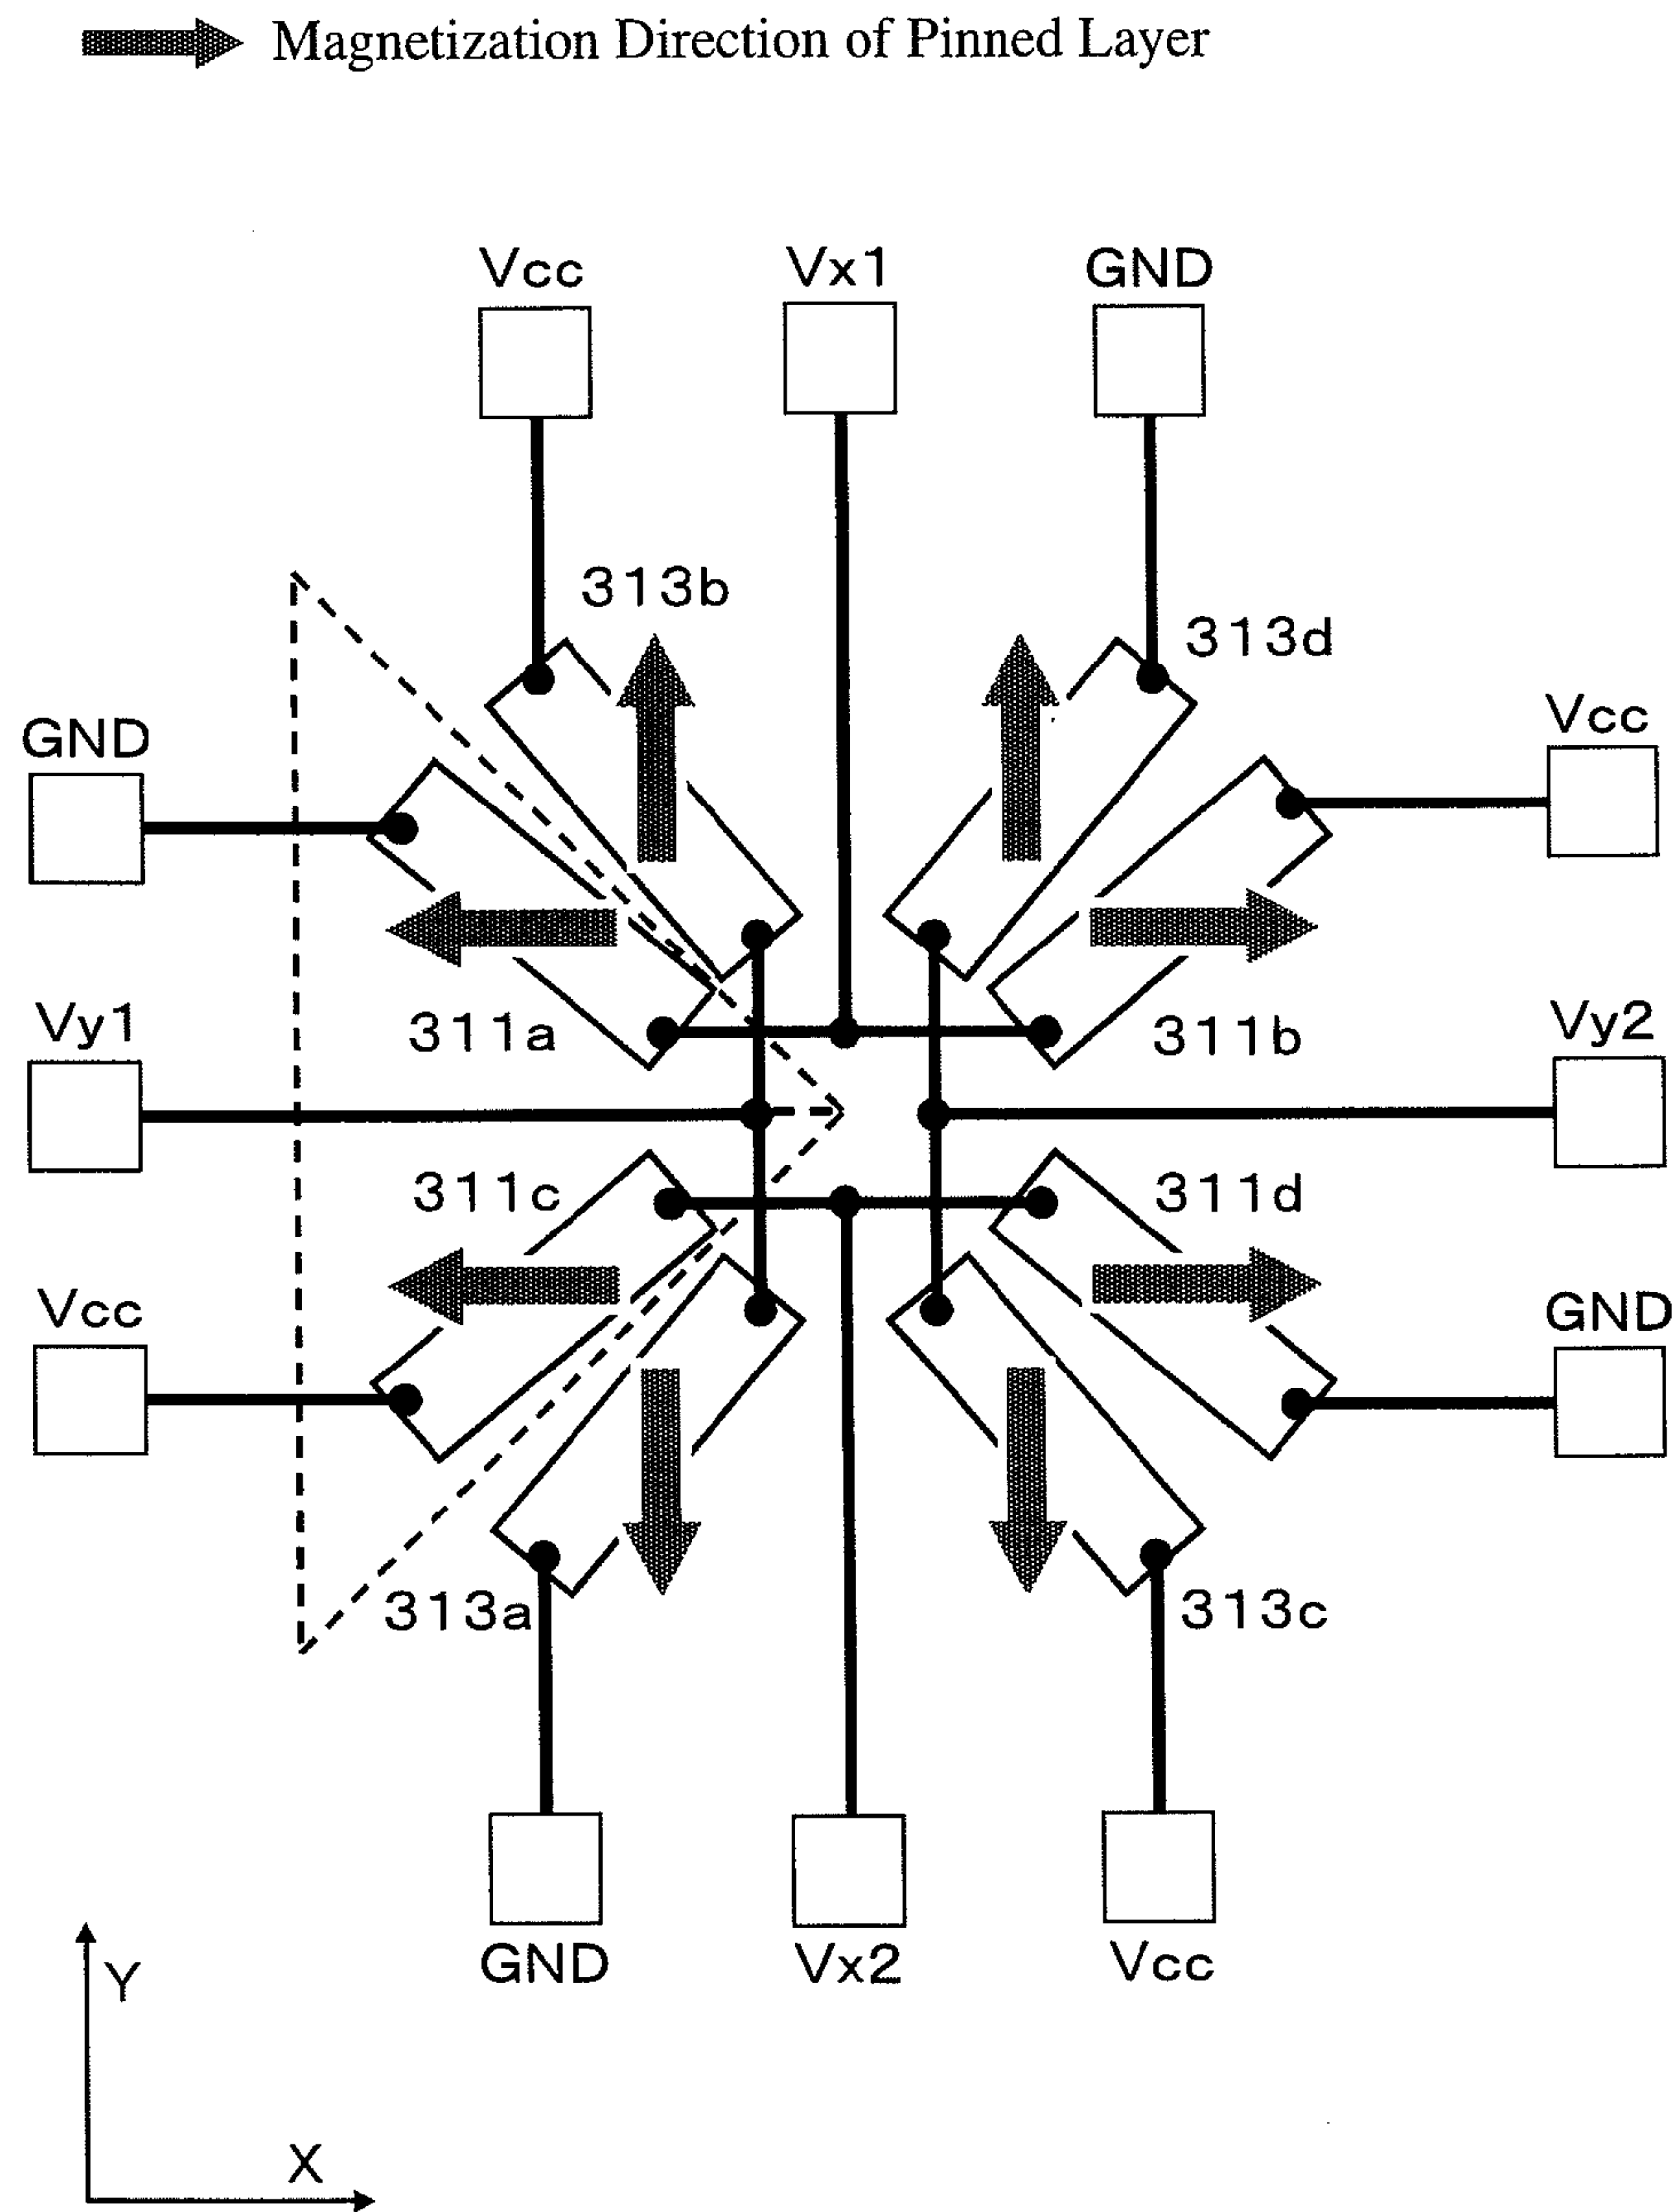 Magnetization Direction of Pinned Layer
Vcc Vx1 GND
313b
313d
GND
Vcc
Vy1
311a
311b
Vy2
311c
311d
Vcc
GND
313a
313c
GND Vx2 Vcc
Y
X